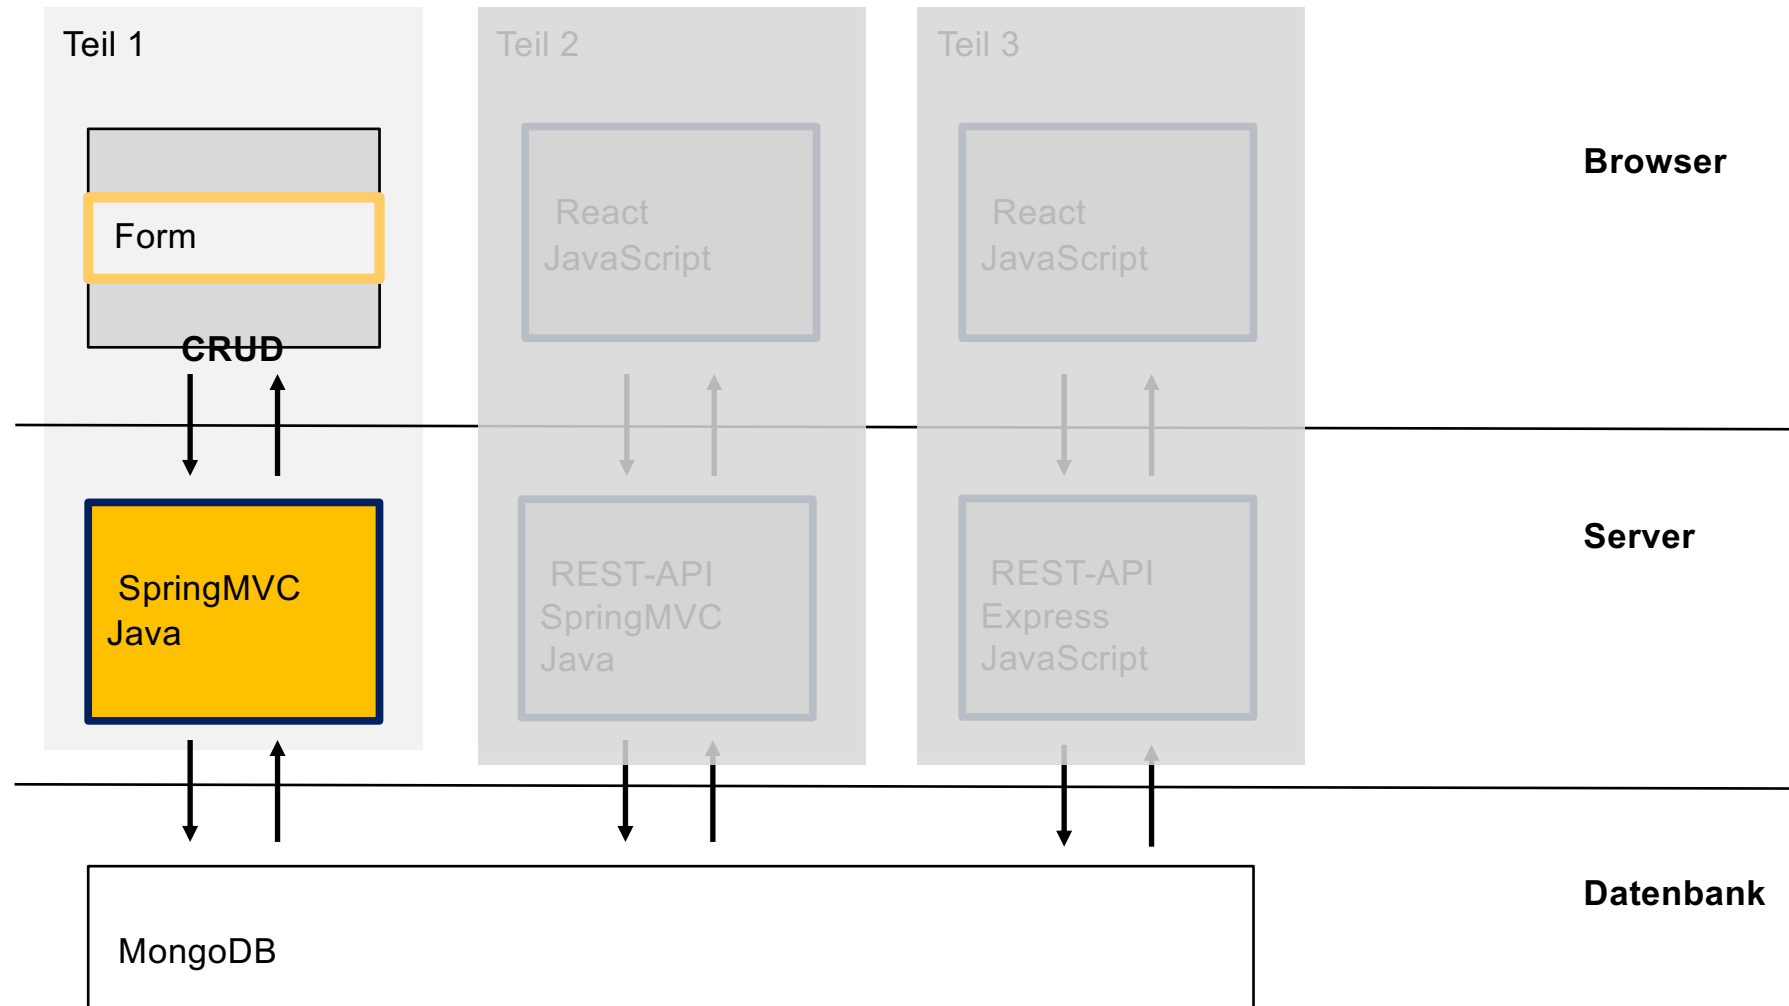 Teil 1
Teil 2
Teil 3
Browser
Form
React
JavaScript
React
JavaScript
CRUD
Server
SpringMVC
Java
REST-API
SpringMVC
Java
REST-API
Express
JavaScript
Datenbank
MongoDB